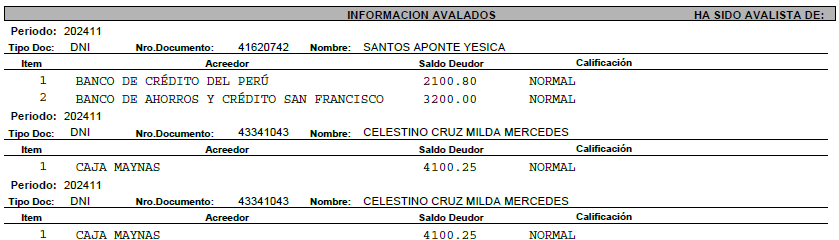 INFORMACION AVALADOS HA SIDO AVALISTA DE:
Periodo: 202411
Tipo Doc: DNI Nro.Documento: 41620742 Nombre: SANTOS APONTE YESICA
Item Acreedor Saldo Deudor Calificación
1 BANCO DE CRÉDITO DEL PERÚ 2100.80 NORMAL
2 BANCO DE AHORROS Y CRÉDITO SAN FRANCISCO 3200.00 NORMAL
Periodo: 202411
Tipo Doc: DNI Nro.Documento: 43341043 Nombre: CELESTINO CRUZ MILDA MERCEDES
Item Acreedor Saldo Deudor Calificación
1 CAJA MAYNAS 4100.25 NORMAL
Periodo: 202411
Tipo Doc: DNI Nro.Documento: 43341043 Nombre: CELESTINO CRUZ MILDA MERCEDES
Item Acreedor Saldo Deudor Calificación
1 CAJA MAYNAS 4100.25 NORMAL